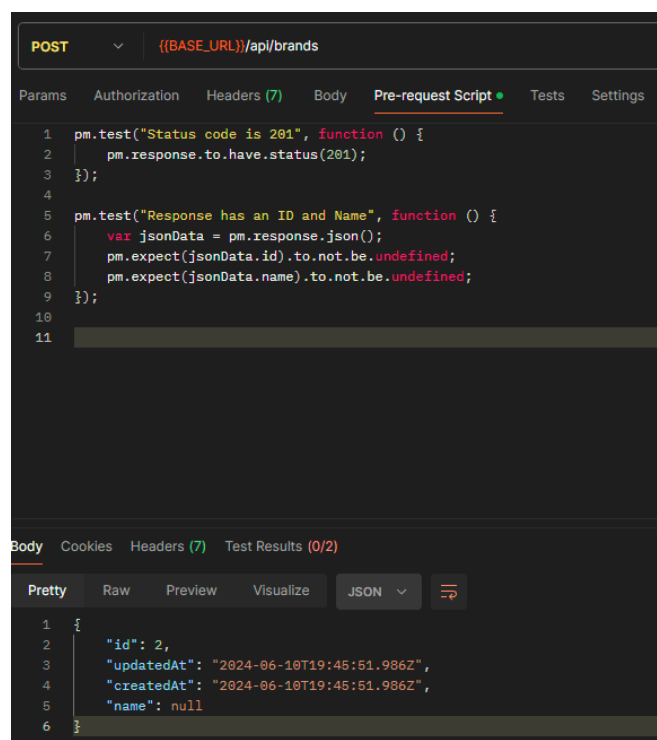 POST {{BASE_URL}}/api/brands
Params Authorization Headers (7) Body Pre-request Script Tests Settings
1 pm.test("Status code is 201", function () {
2 pm.response.to.have.status(201);
3 });
4
5 pm.test("Response has an ID and Name", function () {
6 var jsonData = pm.response.json();
7 pm.expect(jsonData.id).to.not.be.undefined;
8 pm.expect(jsonData.name).to.not.be.undefined;
9 });
10
11
Body Cookies Headers (7) Test Results (0/2)
Pretty Raw Preview Visualize JSON
1 {
2 "id": 2,
3 "updatedAt": "2024-06-10T19:45:51.986Z",
4 "createdAt": "2024-06-10T19:45:51.986Z",
5 "name": null
6 }